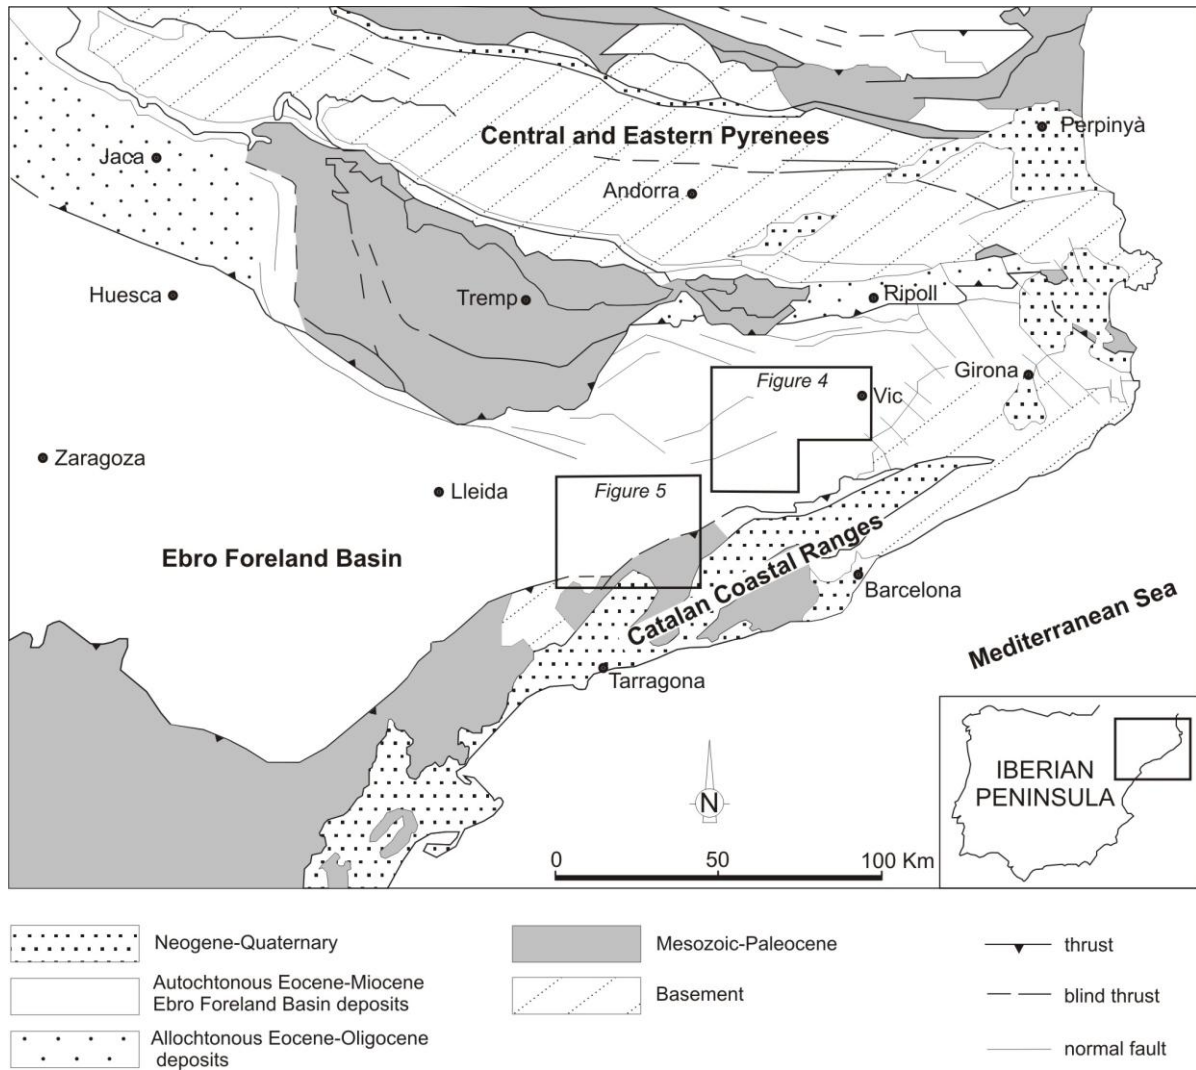 Central and Eastern Pyrenees
Perpinyà
Jaca
Andorra
Huesca
Tremp
Ripoll
Figure 4
Girona
Vic
Zaragoza
Lleida
Figure 5
Ebro Foreland Basin
Catalan Coastal Ranges
Barcelona
Mediterranean Sea
Tarragona
N
IBERIAN
PENINSULA
0 50 100 Km
Neogene-Quaternary
Autochtonous Eocene-Miocene
Ebro Foreland Basin deposits
Allochtonous Eocene-Oligocene
deposits
Mesozoic-Paleocene
Basement
thrust
blind thrust
normal fault